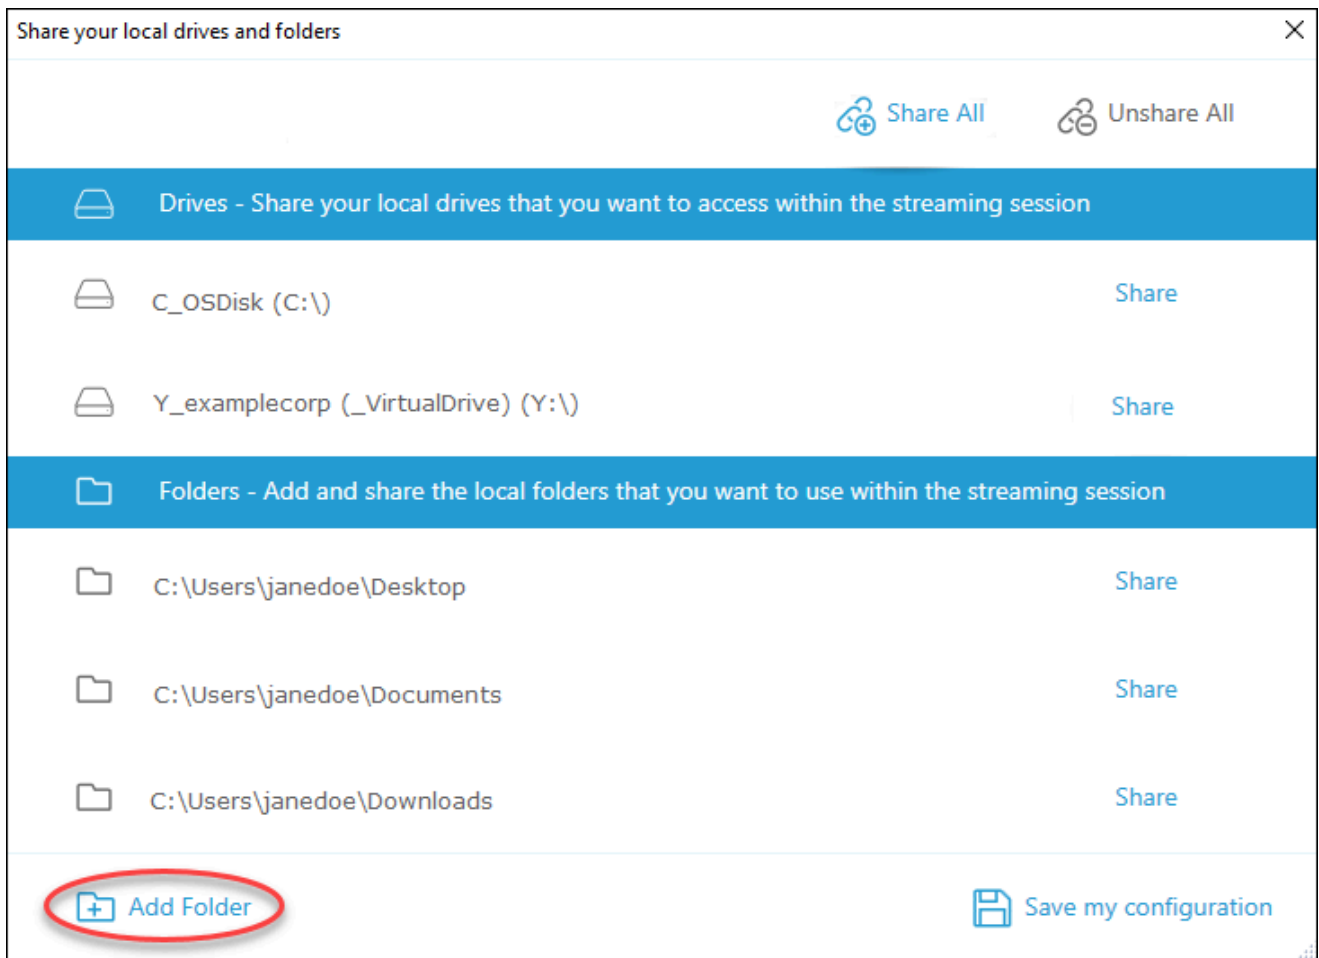 Share your local drives and folders
Share All
Unshare All
Drives - Share your local drives that you want to access within the streaming session
C_OSDisk (C:\)
Share
Y_examplecorp (_VirtualDrive) (Y:\)
Share
Folders - Add and share the local folders that you want to use within the streaming session
C:\Users\janedoe\Desktop
Share
C:\Users\janedoe\Documents
Share
C:\Users\janedoe\Downloads
Share
Add Folder
Save my configuration